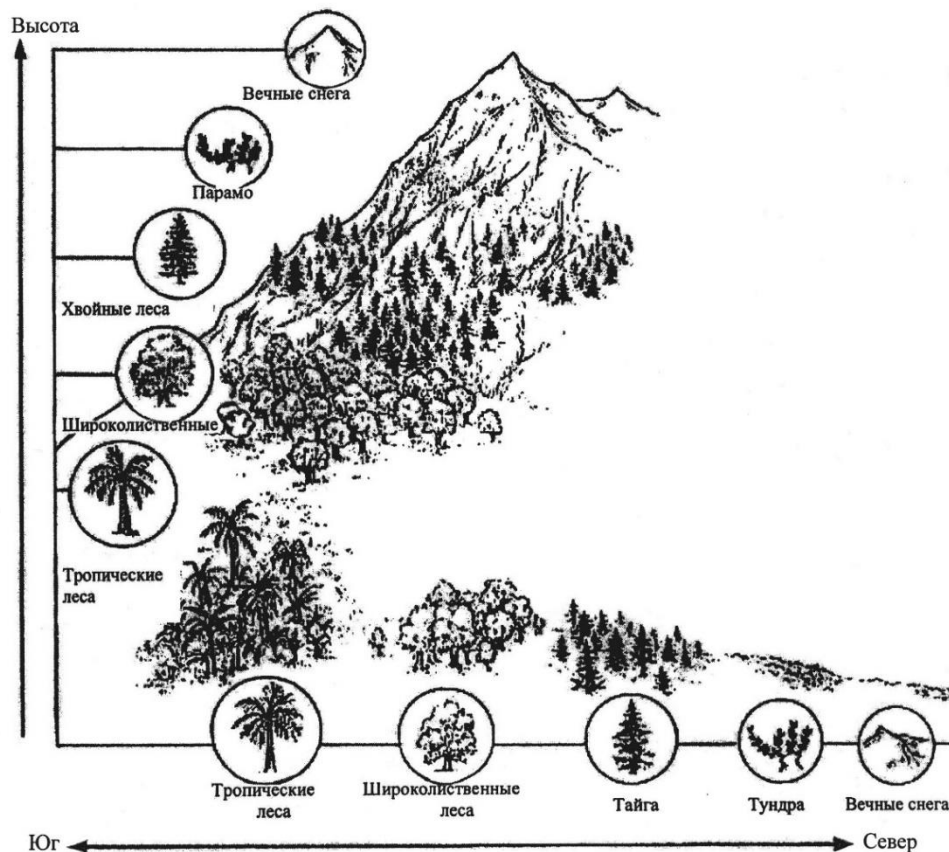 Высота
Вечные снега
Парамо
Хвойные леса
Широколиственные
Тропические
леса
Тропические
леса
Широколиственные
леса
Тайга
Тундра
Вечные снега
Юг
Север